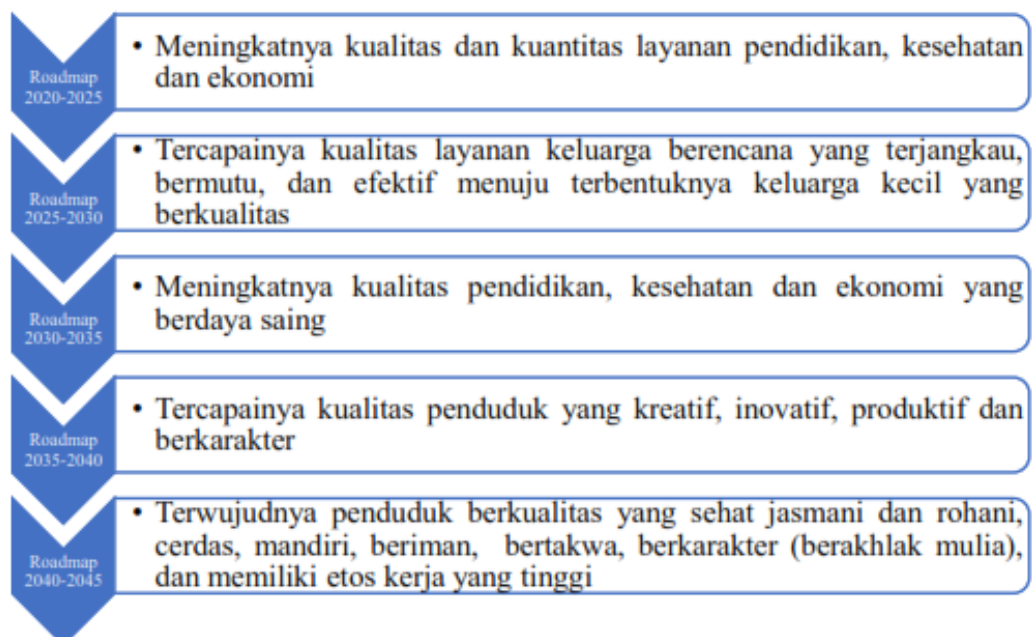 Roadmap
2020-2025
• Meningkatnya kualitas dan kuantitas layanan pendidikan, kesehatan
dan ekonomi
Roadmap
2025-2030
• Tercapainya kualitas layanan keluarga berencana yang terjangkau,
bermutu, dan efektif menuju terbentuknya keluarga kecil yang
berkualitas
Roadmap
2030-2035
• Meningkatnya kualitas pendidikan, kesehatan dan ekonomi yang
berdaya saing
Roadmap
2035-2040
• Tercapainya kualitas penduduk yang kreatif, inovatif, produktif dan
berkarakter
Roadmap
2040-2045
• Terwujudnya penduduk berkualitas yang sehat jasmani dan rohani,
cerdas, mandiri, beriman, bertakwa, berkarakter (berakhlak mulia),
dan memiliki etos kerja yang tinggi